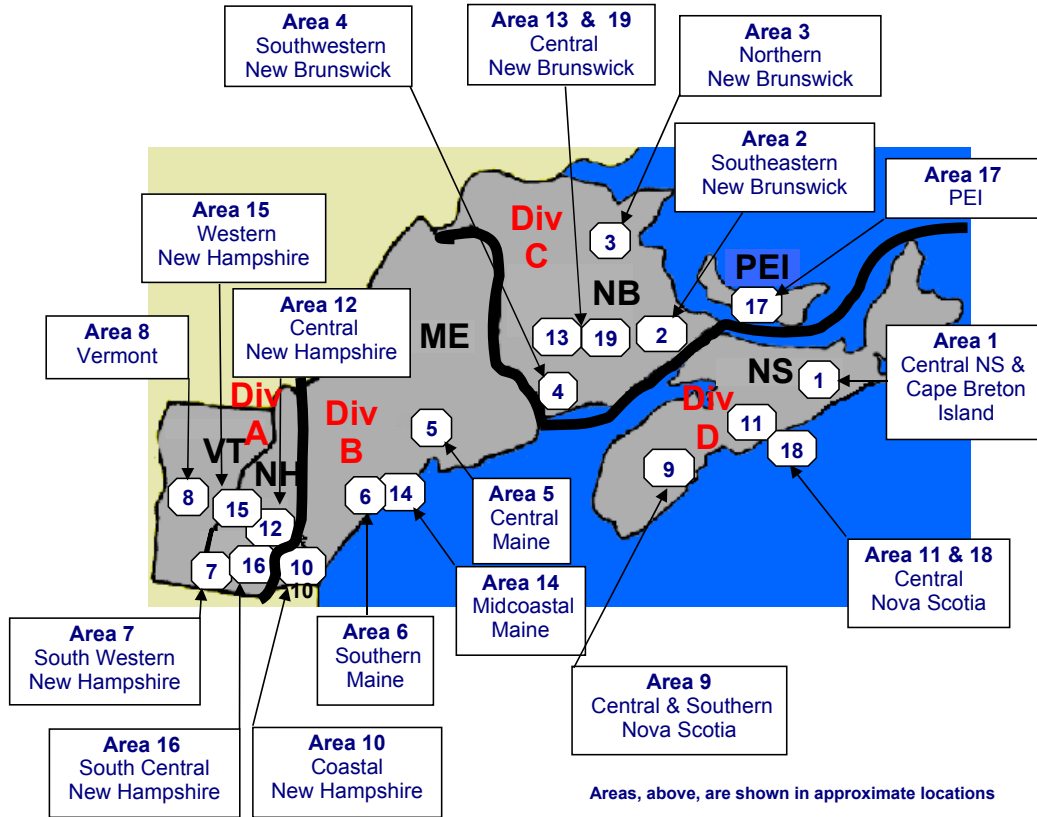 Area 4
Southwestern
New Brunswick
Area 13 & 19
Central
New Brunswick
Area 3
Northern
New Brunswick
Area 2
Southeastern
New Brunswick
Area 17
PEI
Area 15
Western
New Hampshire
Area 12
Central
New Hampshire
Area 8
Vermont
Area 1
Central NS &
Cape Breton
Island
Div
C
3
PEI
17
NB
13
19
2
ME
4
NS
1
Div
A
Div
B
Div
D
5
11
18
VT
NH
8
15
12
6
14
9
7
16
10
10
Area 5
Central
Maine
Area 11 & 18
Central
Nova Scotia
Area 14
Midcoastal
Maine
Area 7
South Western
New Hampshire
Area 6
Southern
Maine
Area 9
Central & Southern
Nova Scotia
Area 16
South Central
New Hampshire
Area 10
Coastal
New Hampshire
Areas, above, are shown in approximate locations